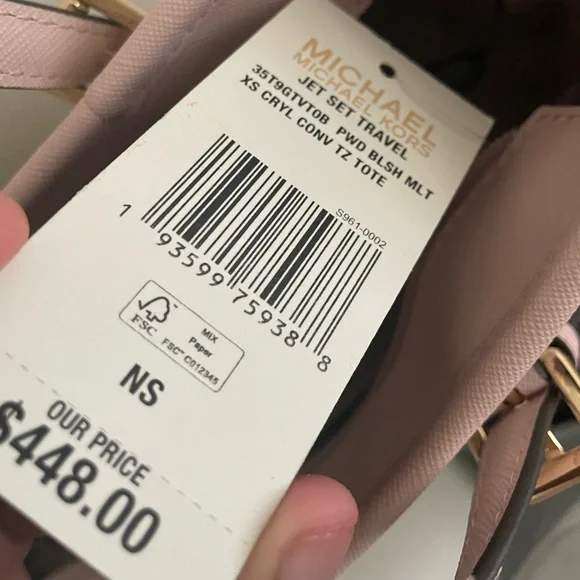 MICHAEL
MICHAEL KORS
JET SET TRAVEL
35T9GTVT0B PWD BLSH MLT
XS CRYL CONV TZ TOTE
S961-0002
1 93599 75938 8
FSC
MIX
Paper
FSC™ C012345
NS
OUR PRICE
$448.00